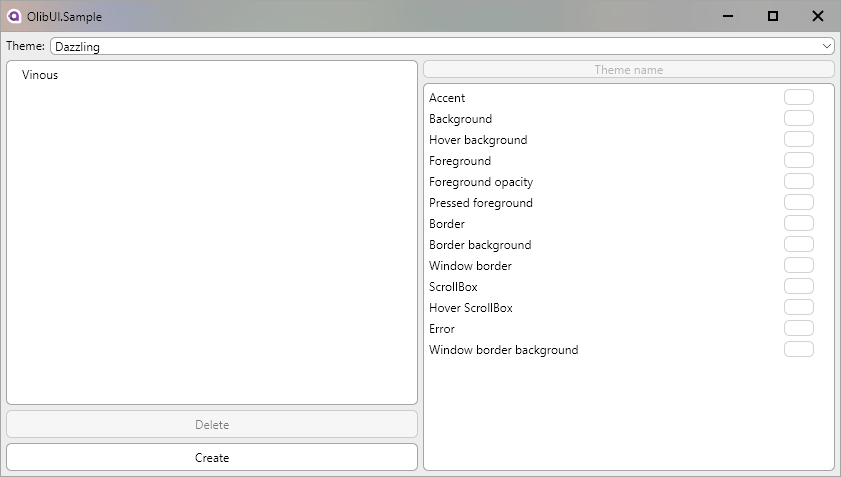 OlibUI.Sample
Theme: Dazzling
Vinous
Delete
Create
Theme name
Accent
Background
Hover background
Foreground
Foreground opacity
Pressed foreground
Border
Border background
Window border
ScrollBox
Hover ScrollBox
Error
Window border background